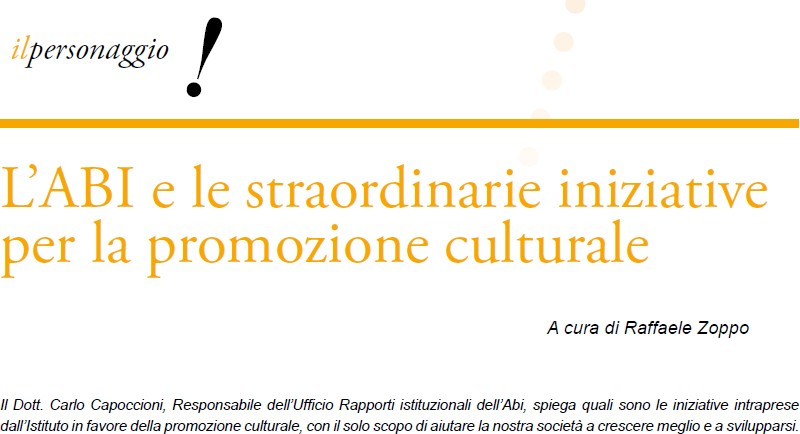 ilpersonaggio !
L'ABI e le straordinarie iniziative
per la promozione culturale
A cura di Raffaele Zoppo
Il Dott. Carlo Capoccioni, Responsabile dell'Ufficio Rapporti istituzionali dell'Abi, spiega quali sono le iniziative intraprese
dall'Istituto in favore della promozione culturale, con il solo scopo di aiutare la nostra società a crescere meglio e a svilupparsi.